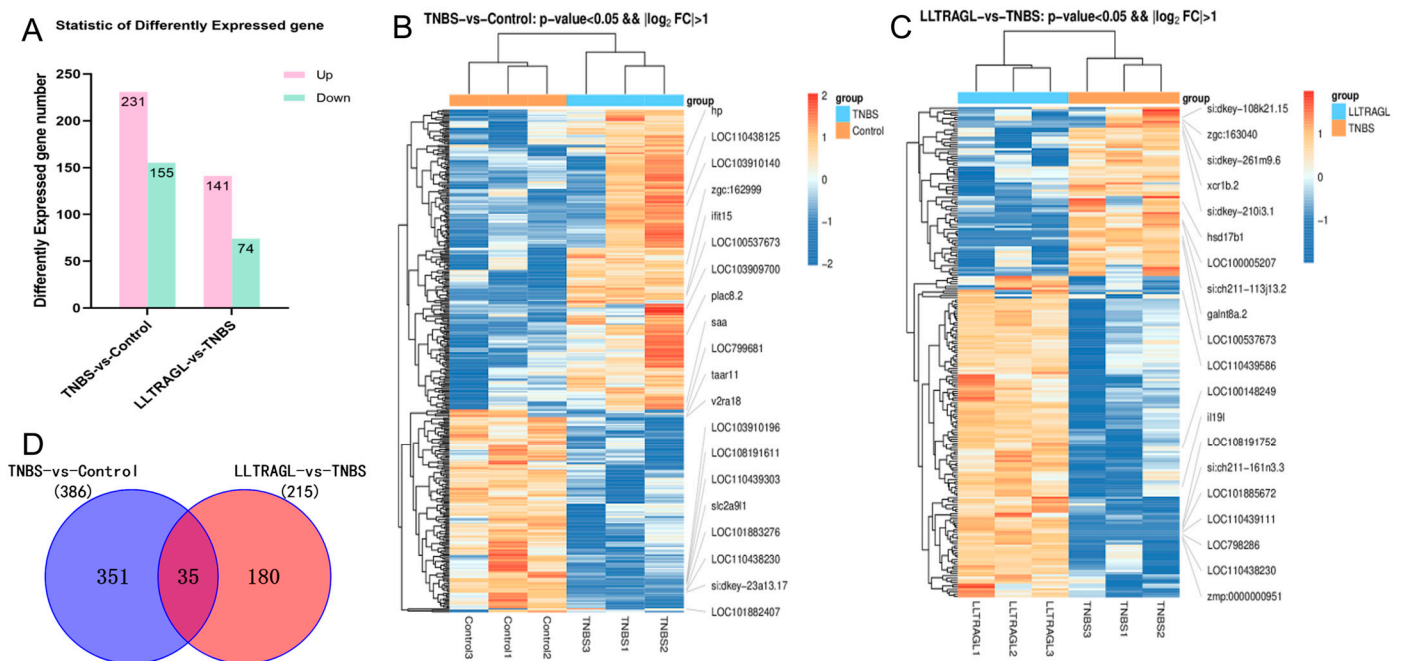 A
Statistic of Differently Expressed gene
Up
Down
Differently Expressed gene number
250
200
150
100
50
0
231
155
141
74
TNBS-vs-Control
LLTRAGL-vs-TNBS
B
TNBS-vs-Control: p-value<0.05 && |log₂ FC|>1
group
hp
LOC110438125
LOC103910140
zgc:162999
ifit15
LOC100537673
LOC103909700
plac8.2
saa
LOC799681
taar11
v2ra18
LOC103910196
LOC108191611
LOC110439303
slc2a9l1
LOC101883276
LOC110438230
si:dkey-23a13.17
LOC101882407
Control3
Control1
Control2
TNBS3
TNBS1
TNBS2
2
1
0
-1
-2
group
TNBS
Control
C
LLTRAGL-vs-TNBS: p-value<0.05 && |log₂ FC|>1
group
si:dkey-108k21.15
zgc:163040
si:dkey-261m9.6
xcr1b.2
si:dkey-210i3.1
hsd17b1
LOC100005207
si:ch211-113j13.2
galnt8a.2
LOC100537673
LOC110439586
LOC100148249
il19l
LOC108191752
si:ch211-161n3.3
LOC101885672
LOC110439111
LOC798286
LOC110438230
zmp:0000000951
LLTRAGL1
LLTRAGL2
LLTRAGL3
TNBS3
TNBS1
TNBS2
1
0
-1
group
LLTRAGL
TNBS
D
TNBS-vs-Control
(386)
LLTRAGL-vs-TNBS
(215)
351
35
180